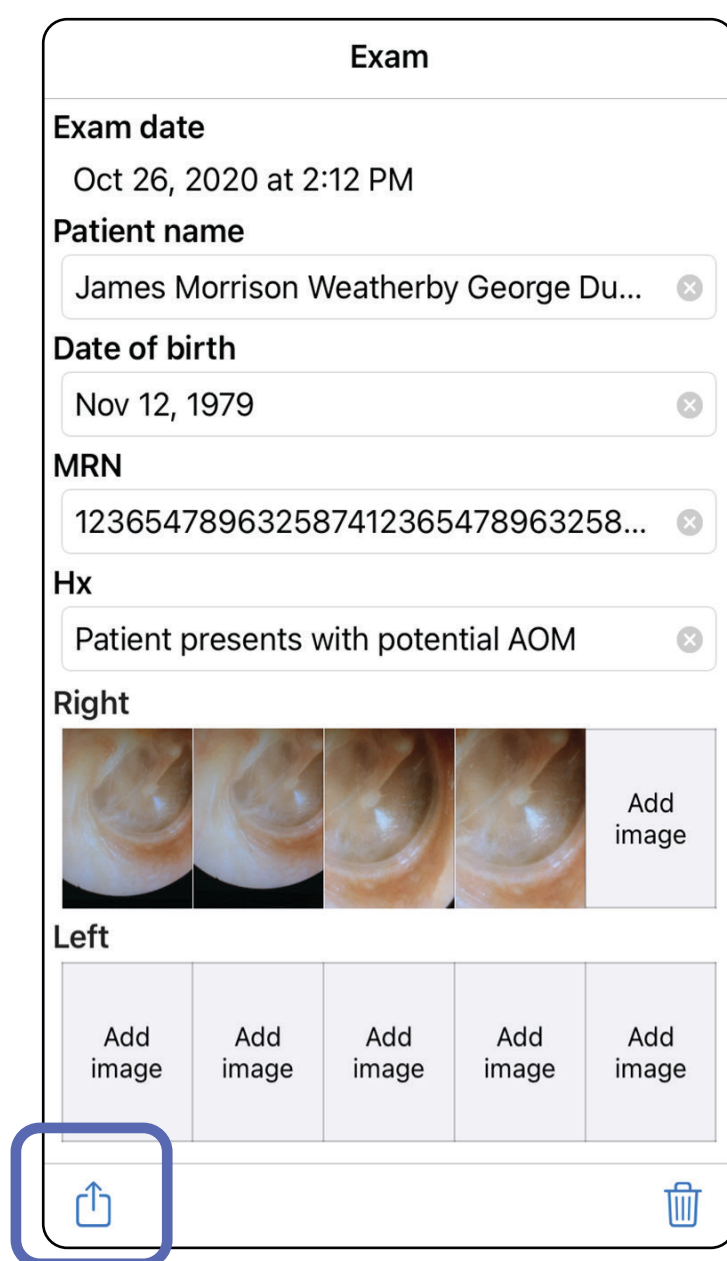 Exam
Exam date
Oct 26, 2020 at 2:12 PM
Patient name
James Morrison Weatherby George Du...
Date of birth
Nov 12, 1979
MRN
123654789632587412365478963258...
Hx
Patient presents with potential AOM
Right
Add
image
Left
Add
image
Add
image
Add
image
Add
image
Add
image